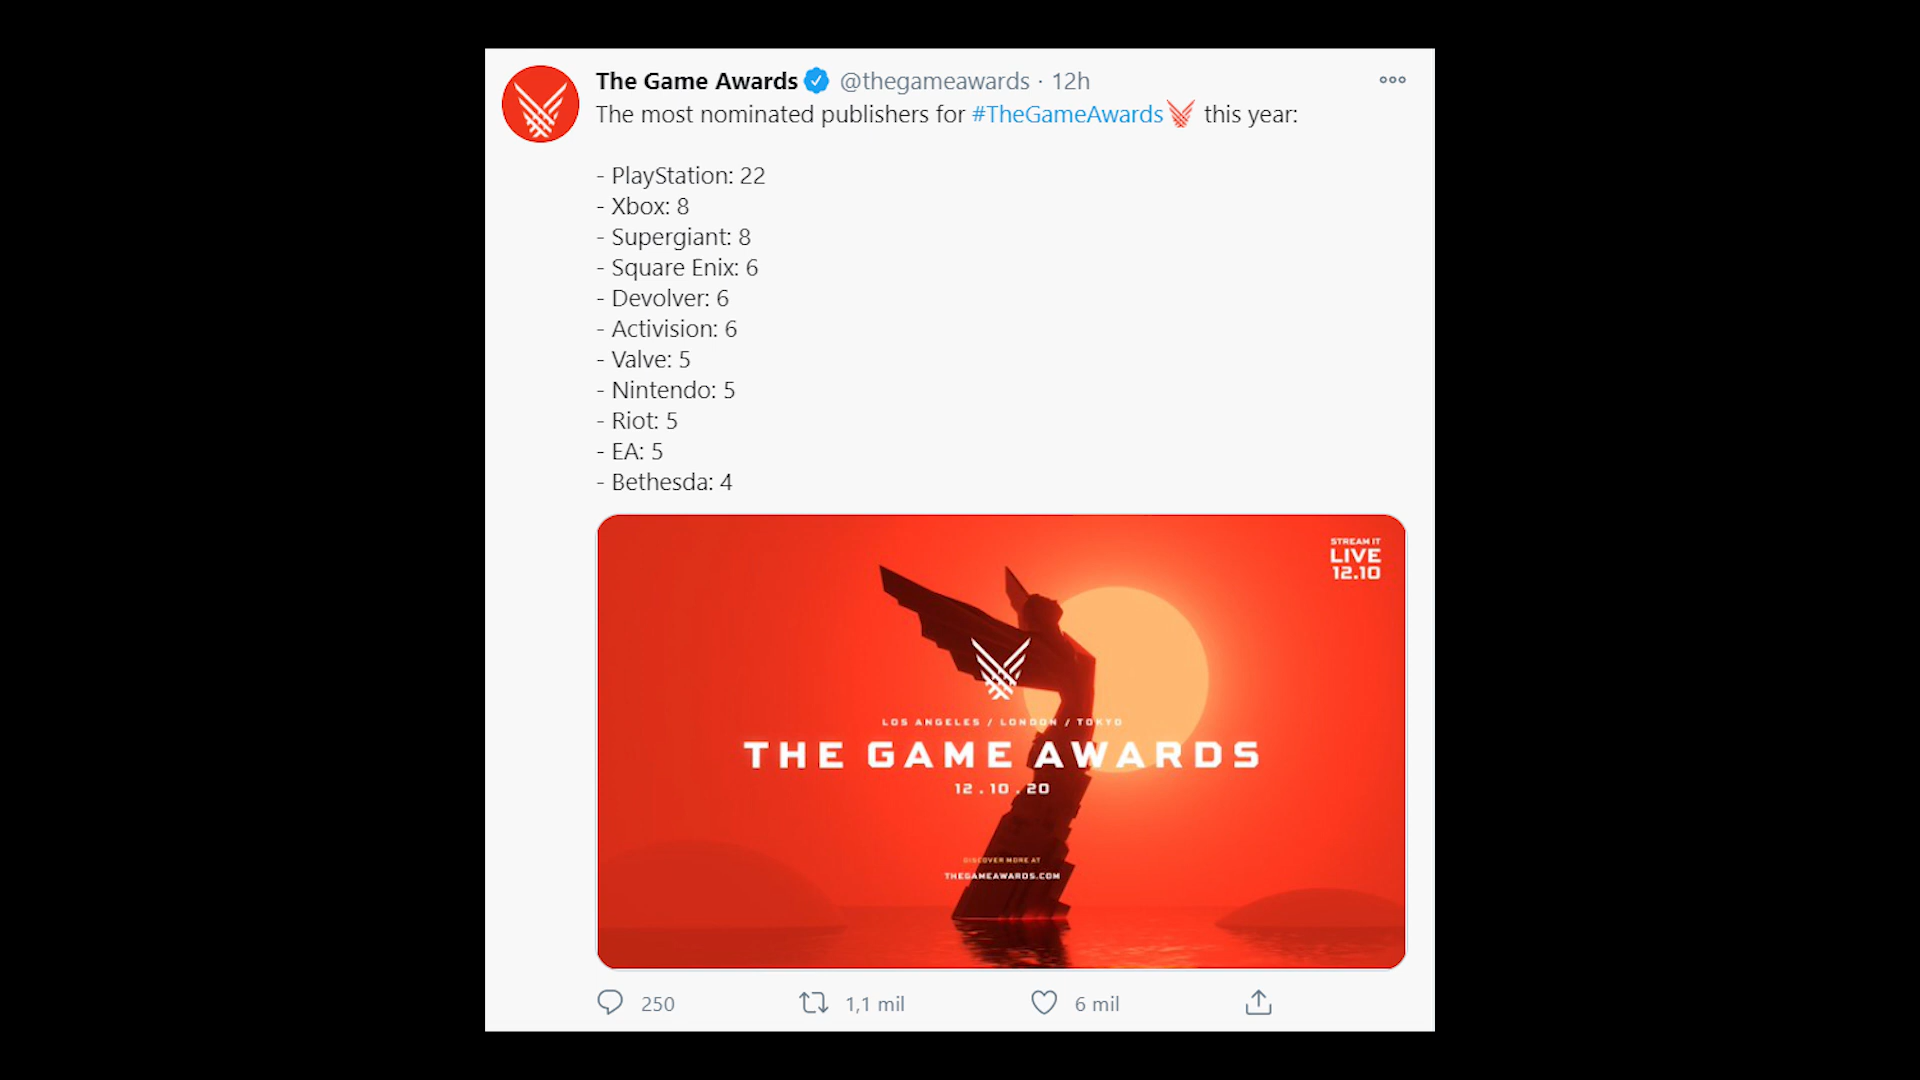 The Game Awards @thegameawards · 12h
The most nominated publishers for #TheGameAwards this year:
- PlayStation: 22
- Xbox: 8
- Supergiant: 8
- Square Enix: 6
- Devolver: 6
- Activision: 6
- Valve: 5
- Nintendo: 5
- Riot: 5
- EA: 5
- Bethesda: 4
STREAM IT
LIVE
12.10
LOS ANGELES / LONDON / TOKYO
THE GAME AWARDS
12.10.20
DISCOVER MORE AT
THEGAMEAWARDS.COM
250 1,1 mil 6 mil